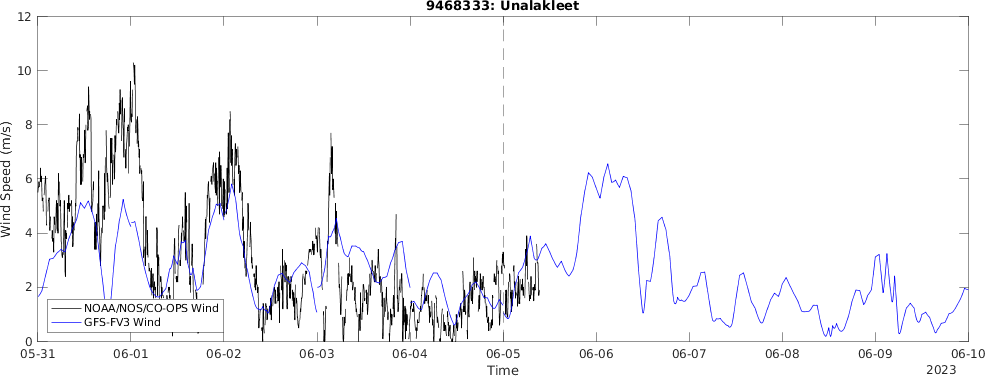 9468333: Unalakleet
Wind Speed (m/s)
12
10
8
6
4
2
0
NOAA/NOS/CO-OPS Wind
GFS-FV3 Wind
05-31 06-01 06-02 06-03 06-04 06-05 06-06 06-07 06-08 06-09 06-10
Time
2023